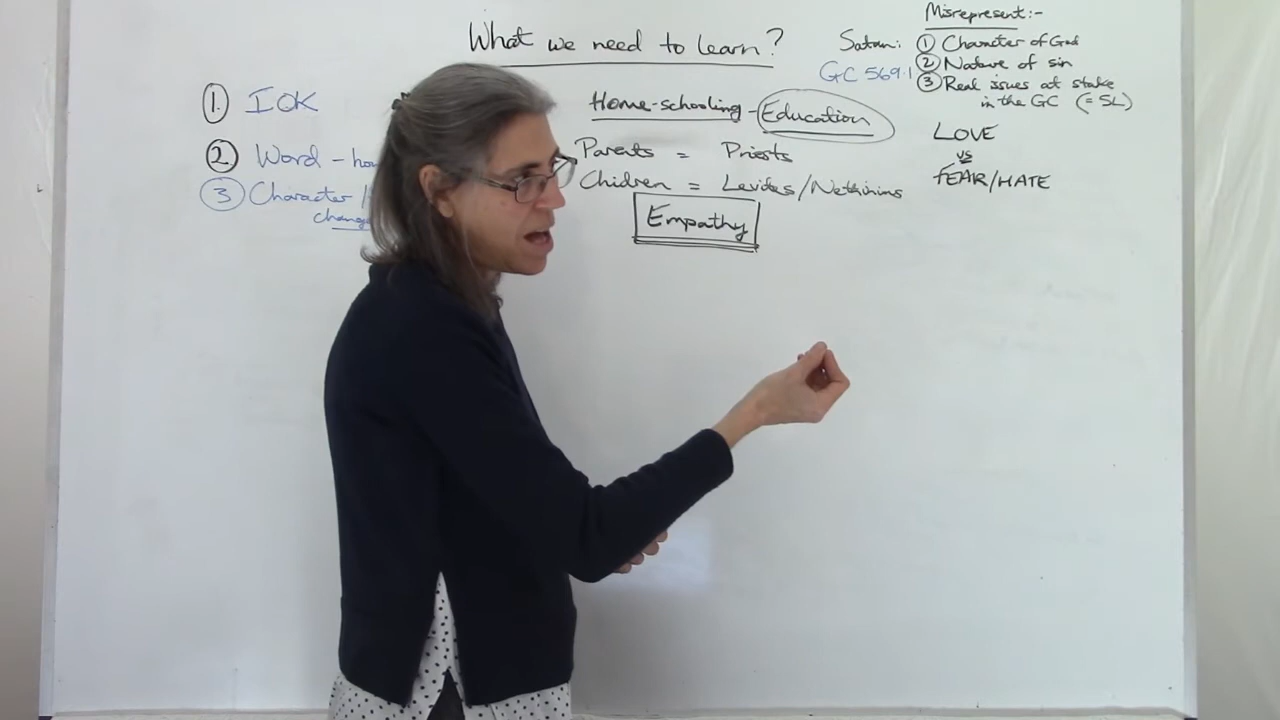 What we need to learn?
① IOK
② Word -
③ Character /
Home-schooling - Education
Parents = Priests
Children = Levites/Nethinims
Empathy
Satan:
GC 569.1
Misrepresent:-
① Character of God
② Nature of sin
③ Real issues at stake
in the GC (= SL)
LOVE
vs
FEAR/HATE